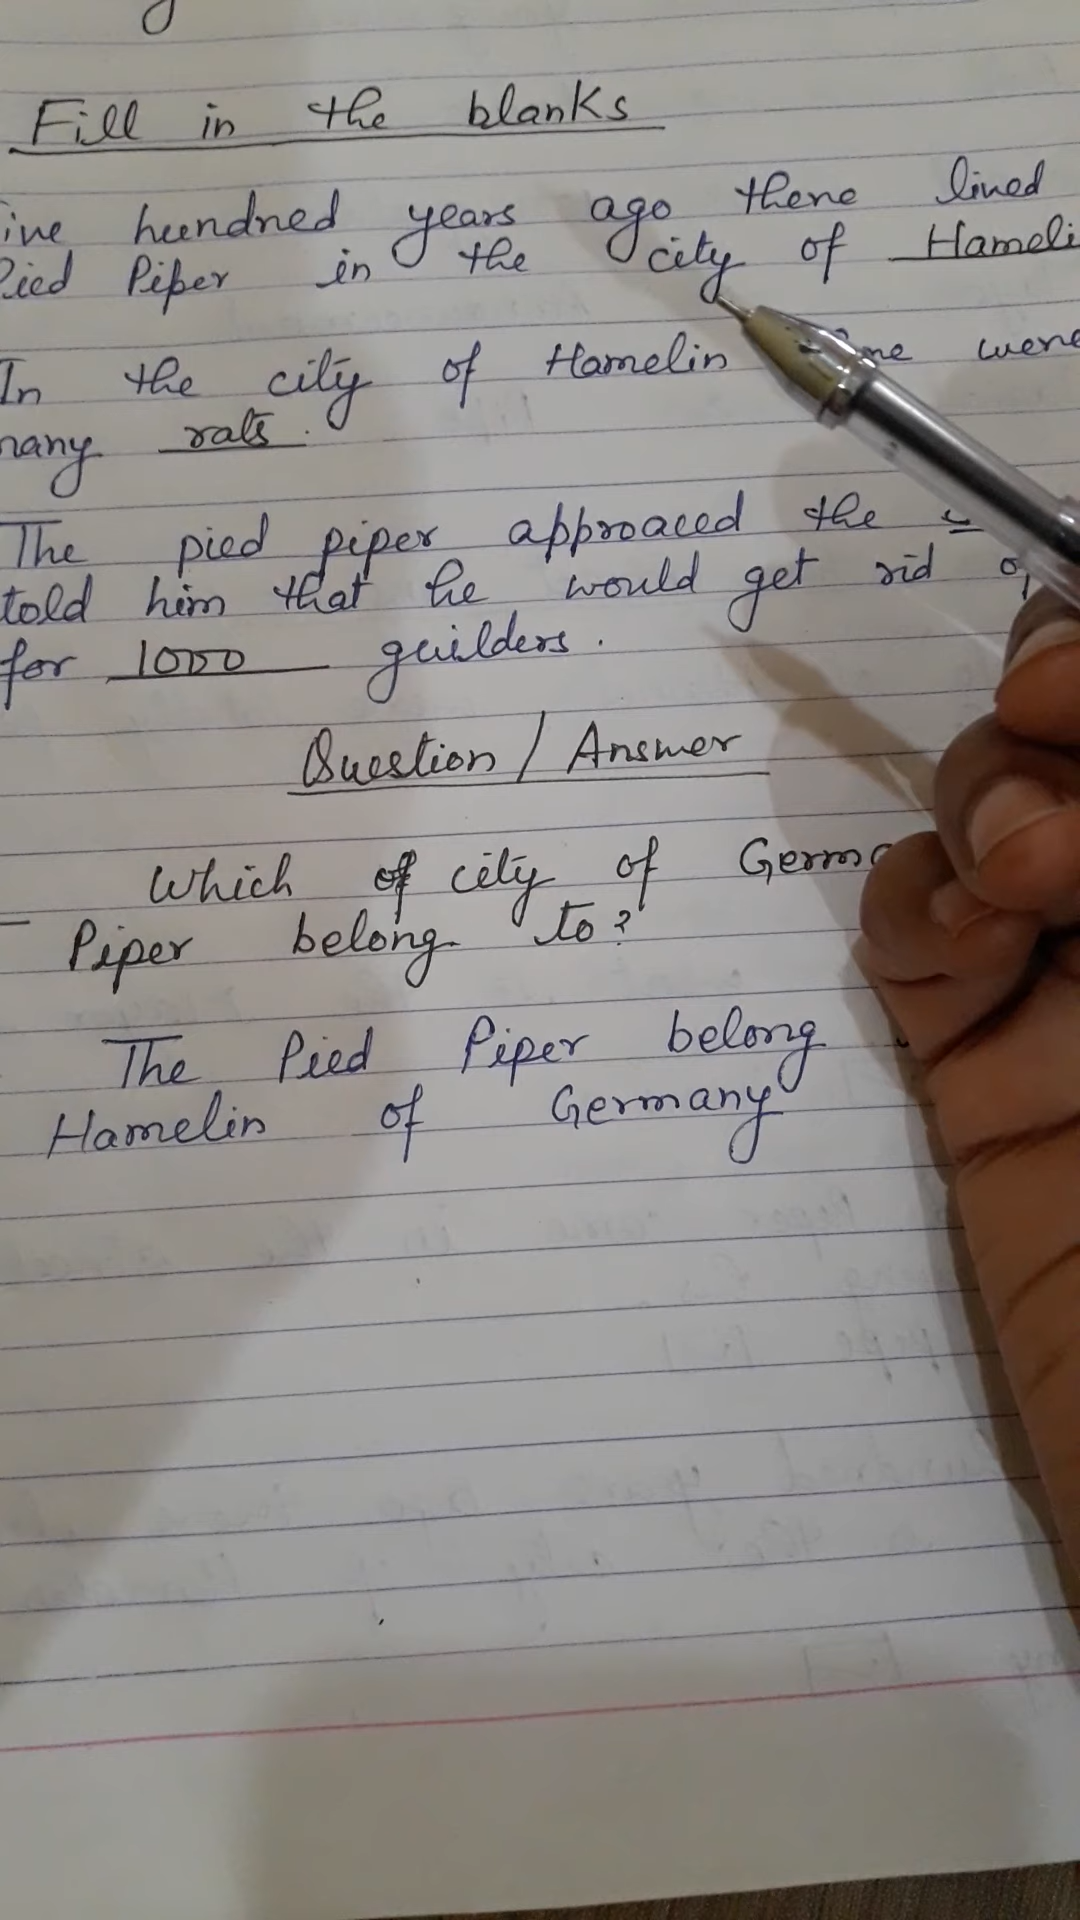 Fill in the blanks
ive hundred years ago there lived
Pied Piper in the city of Hameli
In the city of Hamelin were
many rats.
The pied piper approaced the
told him that he would get rid o
for 1000 guilders.
Question / Answer
Which of city of Germa
Piper belong to?
The Pied Piper belong
Hamelin of Germany